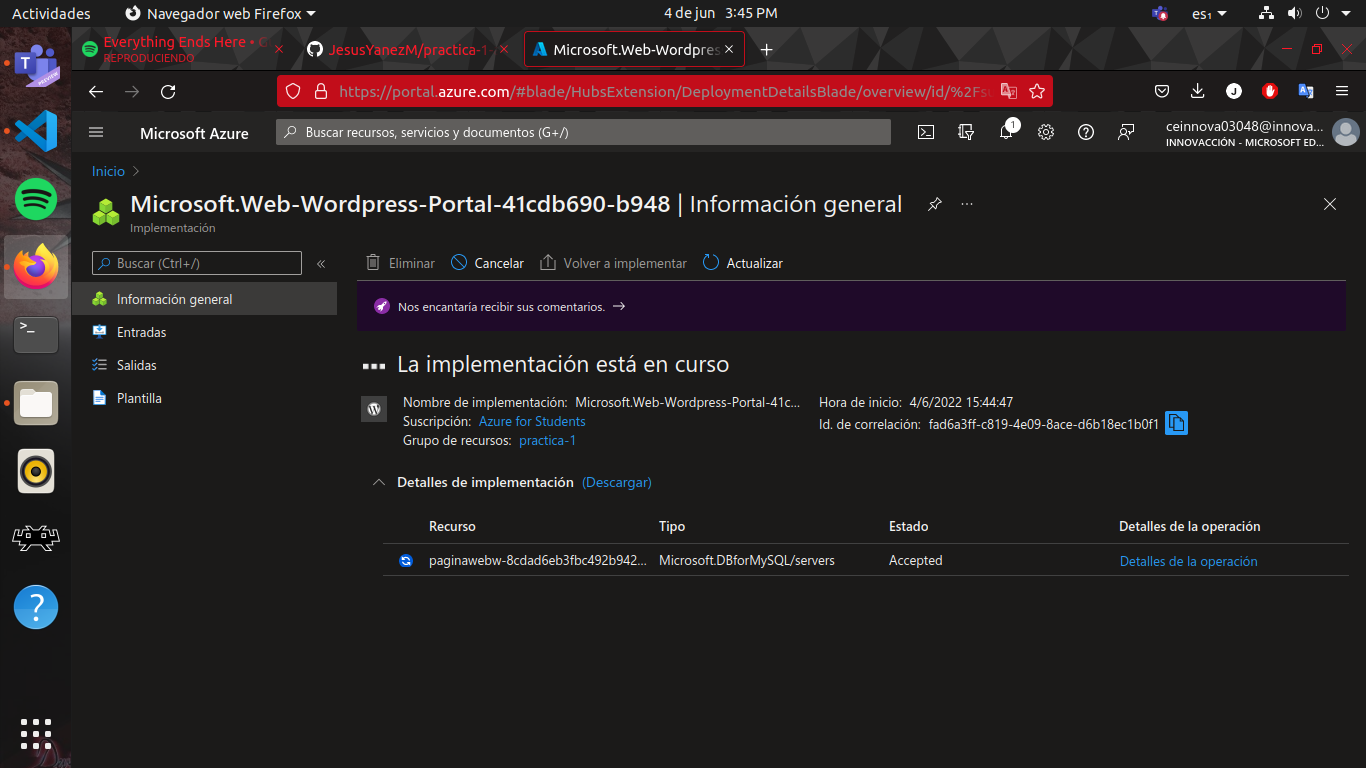 Actividades
Navegador web Firefox
4 de jun 3:45 PM
es₁
Everything Ends Here • G
REPRODUCIENDO
JesusYanezM/practica-1
Microsoft.Web-Wordpres
https://portal.azure.com/#blade/HubsExtension/DeploymentDetailsBlade/overview/id/%2Fsu
Microsoft Azure
Buscar recursos, servicios y documentos (G+/)
1
ceinnova03048@innova...
INNOVACCIÓN - MICROSOFT ED...
Inicio
Microsoft.Web-Wordpress-Portal-41cdb690-b948 | Información general
Implementación
Buscar (Ctrl+/)
Eliminar
Cancelar
Volver a implementar
Actualizar
Información general
Entradas
Salidas
Plantilla
Nos encantaría recibir sus comentarios. →
La implementación está en curso
Nombre de implementación: Microsoft.Web-Wordpress-Portal-41c...
Suscripción: Azure for Students
Grupo de recursos: practica-1
Hora de inicio: 4/6/2022 15:44:47
Id. de correlación: fad6a3ff-c819-4e09-8ace-d6b18ec1b0f1
Detalles de implementación (Descargar)
Recurso Tipo Estado Detalles de la operación
paginawebw-8cdad6eb3fbc492b942... Microsoft.DBforMySQL/servers Accepted Detalles de la operación